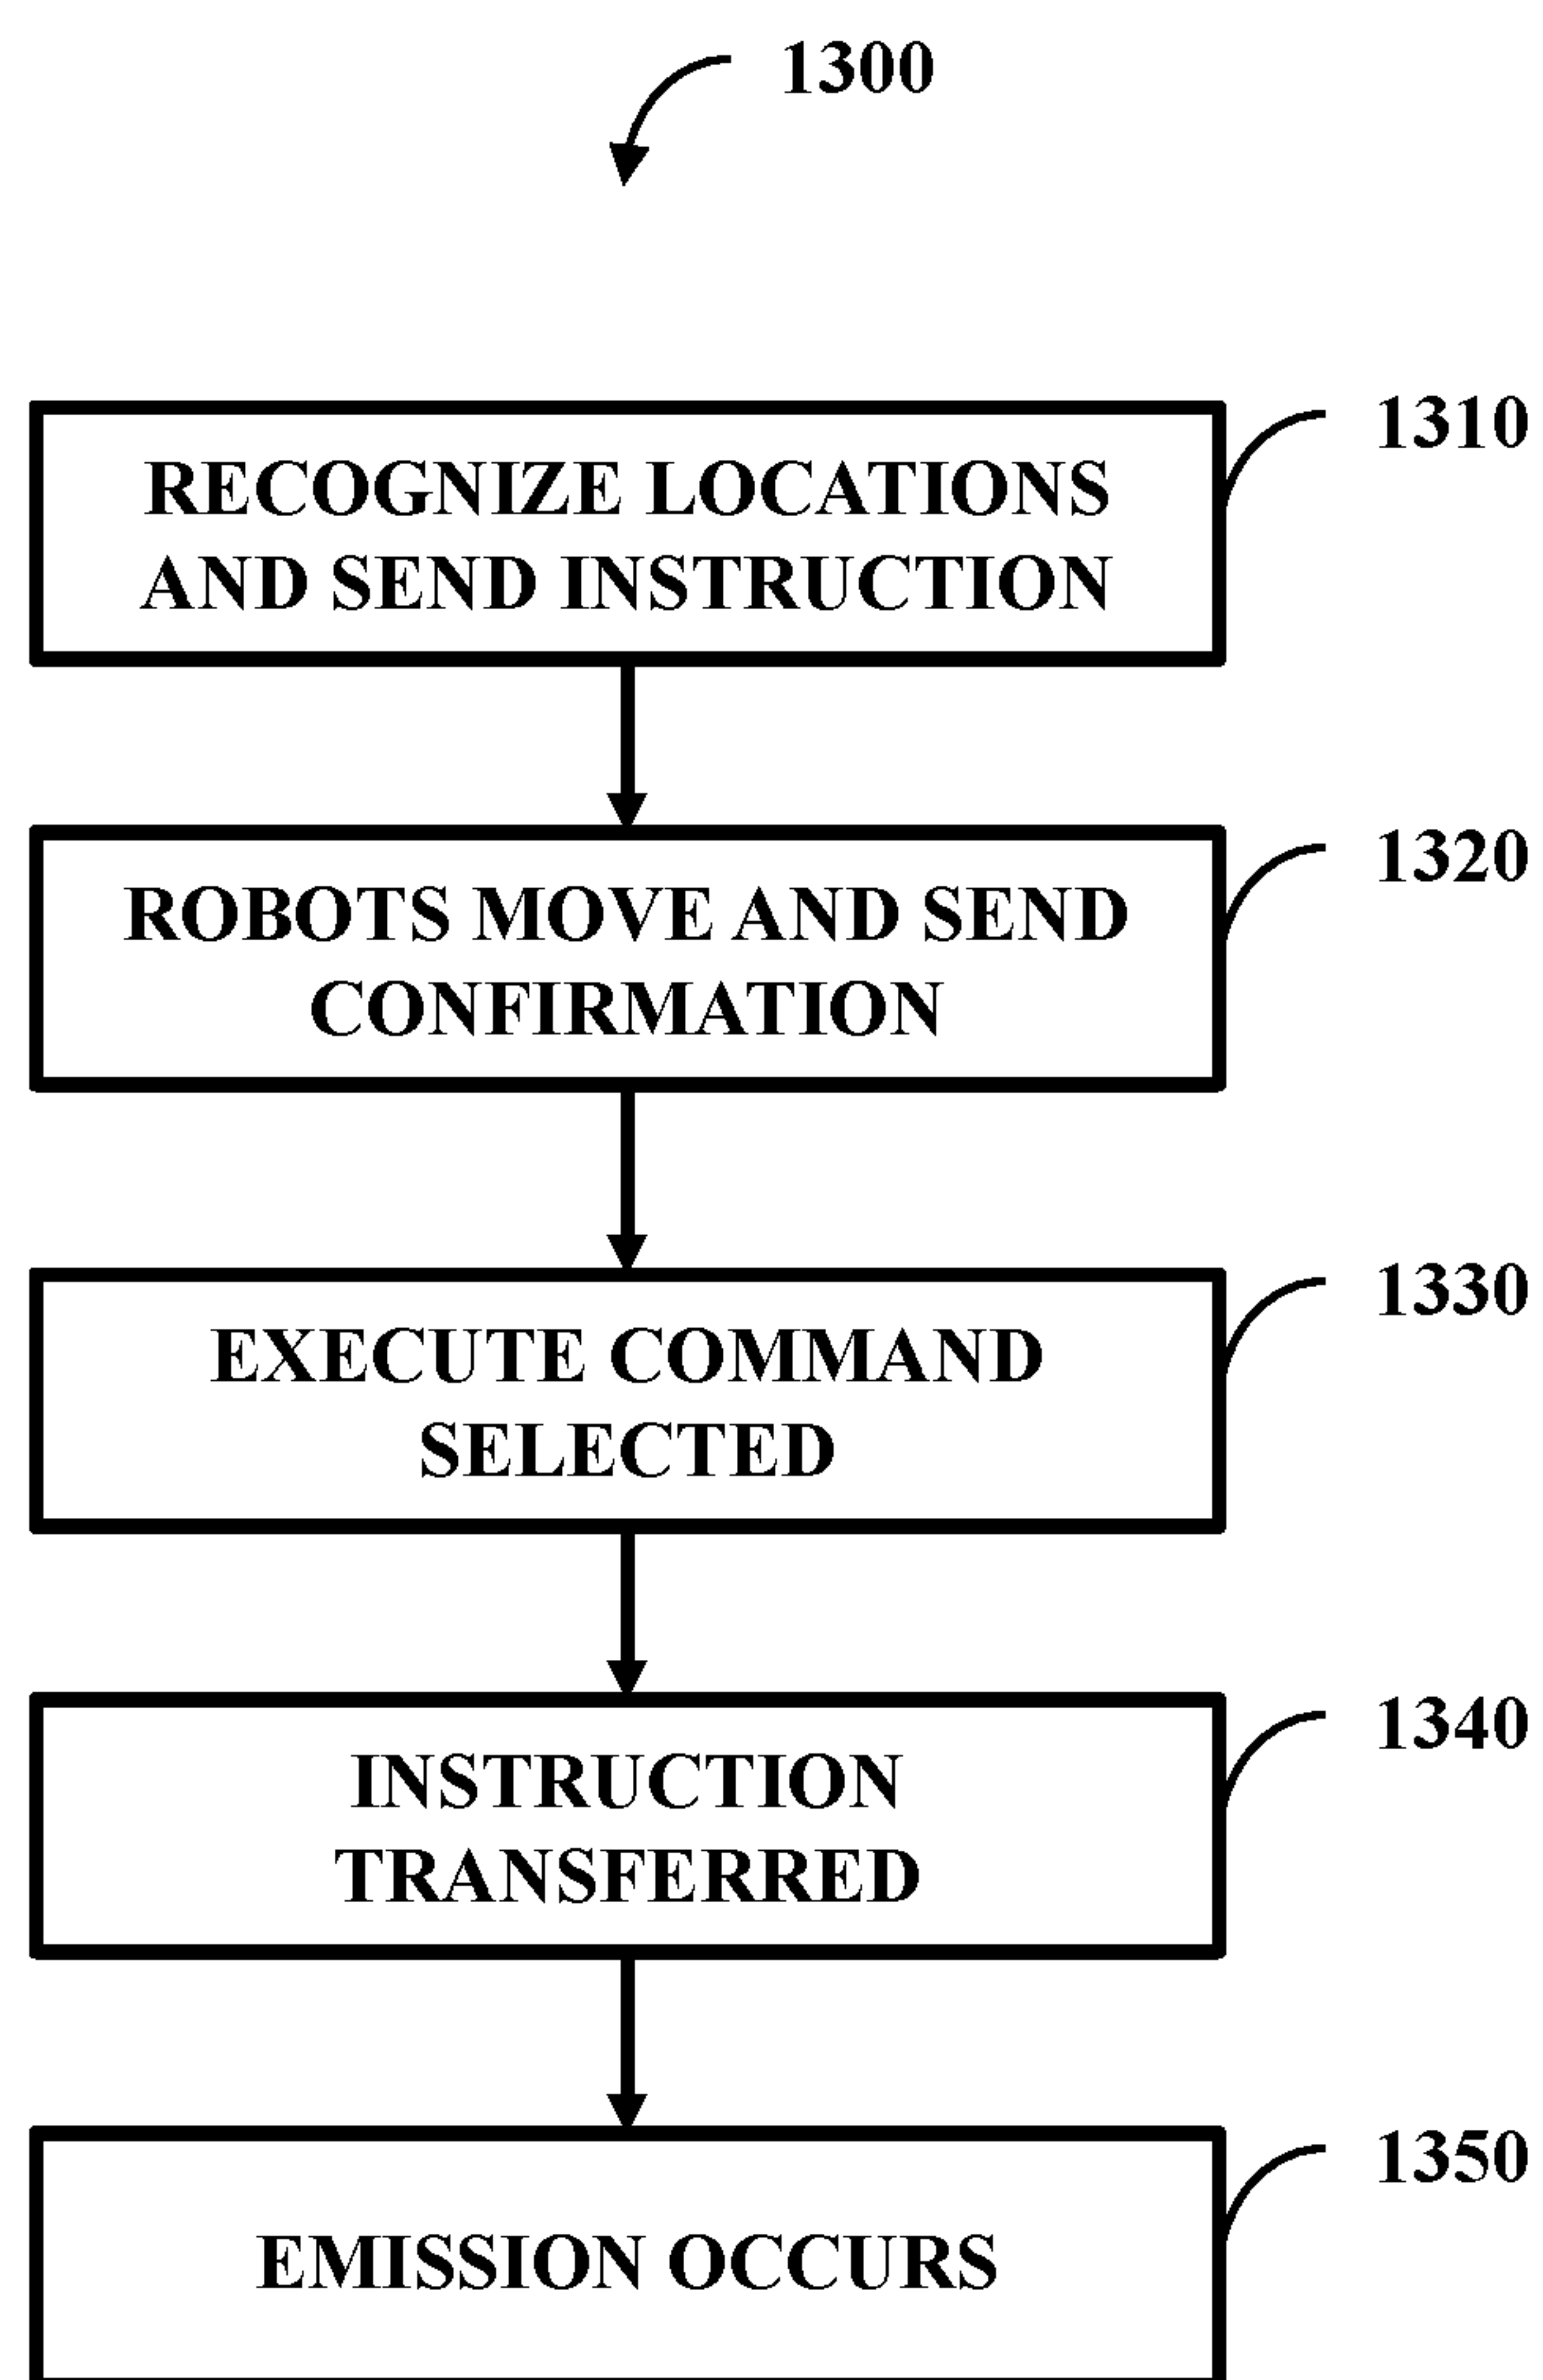 1300
1310
RECOGNIZE LOCATIONS
AND SEND INSTRUCTION
1320
ROBOTS MOVE AND SEND
CONFIRMATION
1330
EXECUTE COMMAND
SELECTED
1340
INSTRUCTION
TRANSFERRED
1350
EMISSION OCCURS